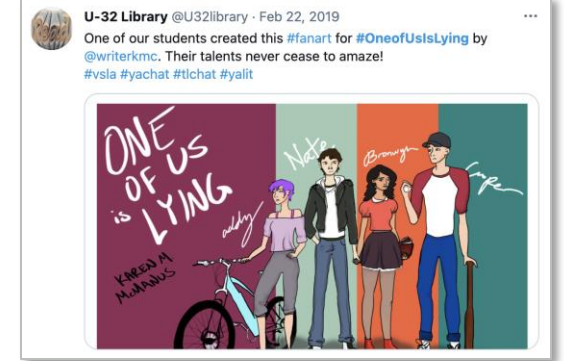 U-32 Library @U32library · Feb 22, 2019
One of our students created this #fanart for #OneofUsIsLying by
@writerkmc. Their talents never cease to amaze!
#vsla #yachat #tlchat #yalit
ONE
OF US
is LYING
KAREN M
McMANUS
addy
Nate
Bronwyn
Cooper